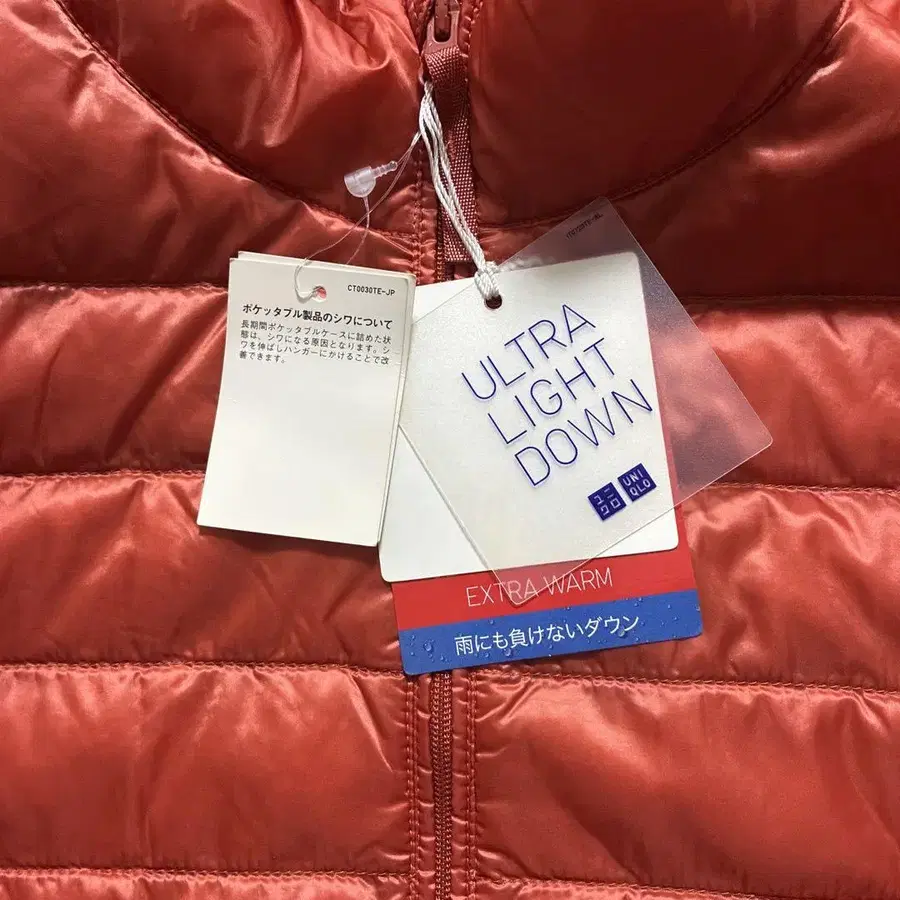 CT0030TE-JP
ポケッタブル製品のシワについて
長期間ポケッタブルケースに詰めた状
態は、シワになる原因となります。シ
ワを伸ばしハンガーにかけることで改
善できます。
ULTRA
LIGHT
DOWN
ユニ
クロ
UNI
QLO
EXTRA WARM
雨にも負けないダウン